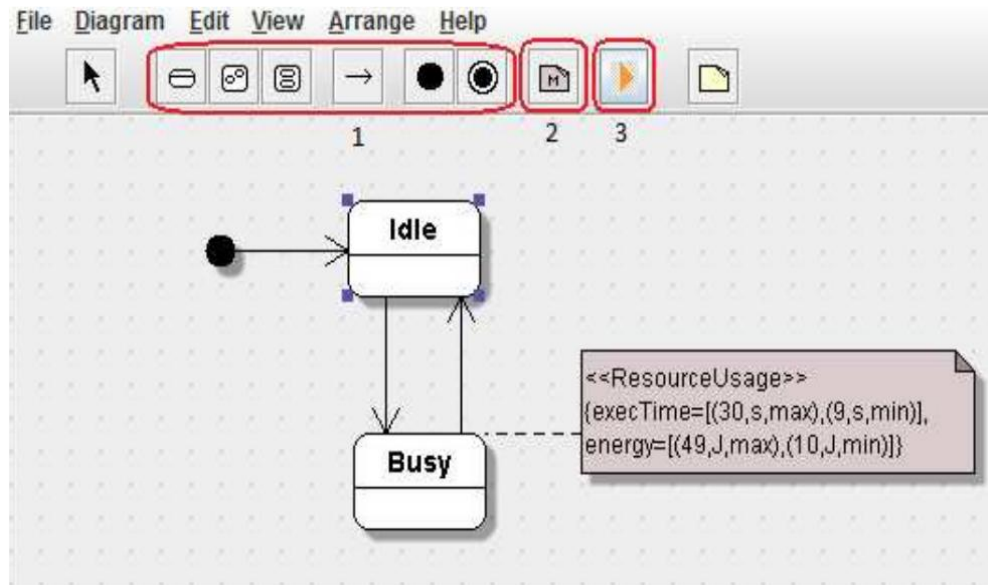 File Diagram Edit View Arrange Help
M
1 2 3
Idle
<<ResourceUsage>>
{execTime=[(30,s,max),(9,s,min)],
energy=[(49,J,max),(10,J,min)]}
Busy